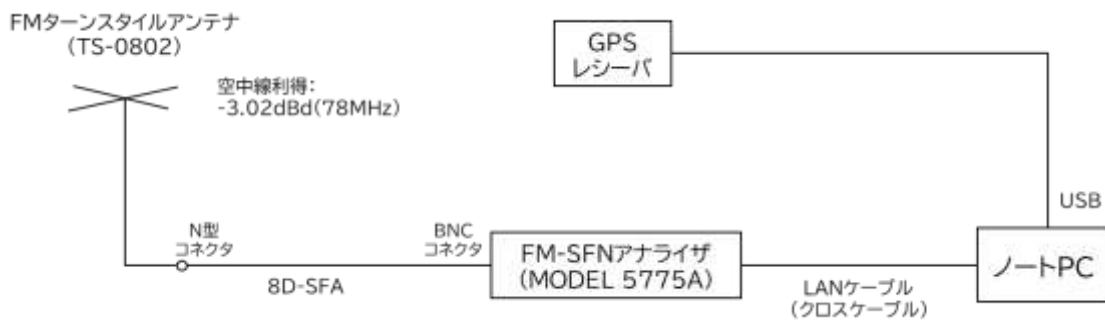 FMターンスタイルアンテナ
(TS-0802)
空中線利得:
-3.02dBd(78MHz)
GPS
レシーバ
USB
N型
コネクタ
BNC
コネクタ
8D-SFA
FM-SFNアナライザ
(MODEL 5775A)
LANケーブル
(クロスケーブル)
ノートPC